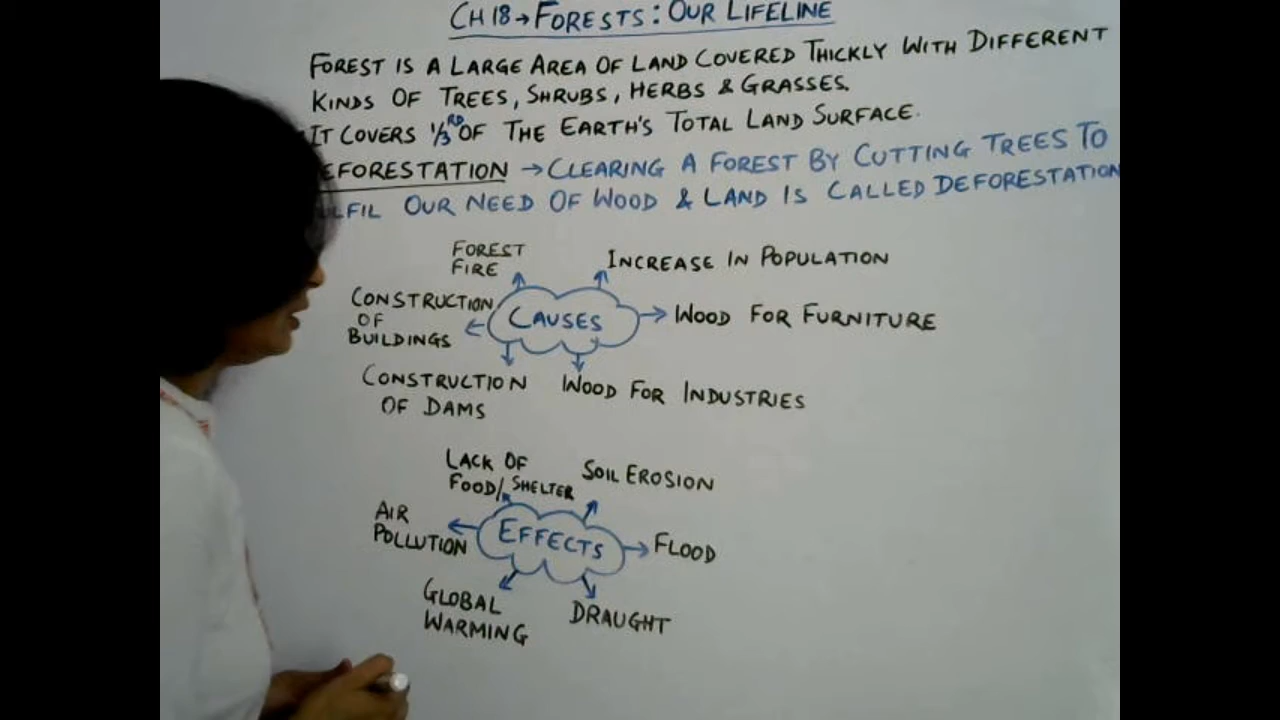 CH 18 → FORESTS : OUR LIFELINE
FOREST IS A LARGE AREA OF LAND COVERED THICKLY WITH DIFFERENT
KINDS OF TREES, SHRUBS, HERBS & GRASSES.
IT COVERS 1/3RD OF THE EARTH'S TOTAL LAND SURFACE.
EFORESTATION → CLEARING A FOREST BY CUTTING TREES TO
LFIL OUR NEED OF WOOD & LAND IS CALLED DEFORESTATION
FOREST
FIRE
INCREASE IN POPULATION
CONSTRUCTION
OF
BUILDINGS
CAUSES
WOOD FOR FURNITURE
CONSTRUCTION
OF DAMS
WOOD FOR INDUSTRIES
LACK OF
FOOD/SHELTER
SOIL EROSION
AIR
POLLUTION
EFFECTS
FLOOD
GLOBAL
WARMING
DRAUGHT